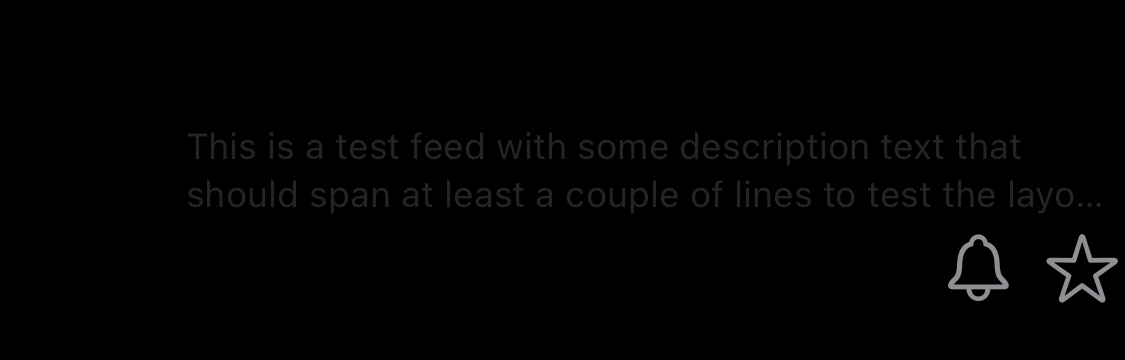 This is a test feed with some description text that
should span at least a couple of lines to test the layo...